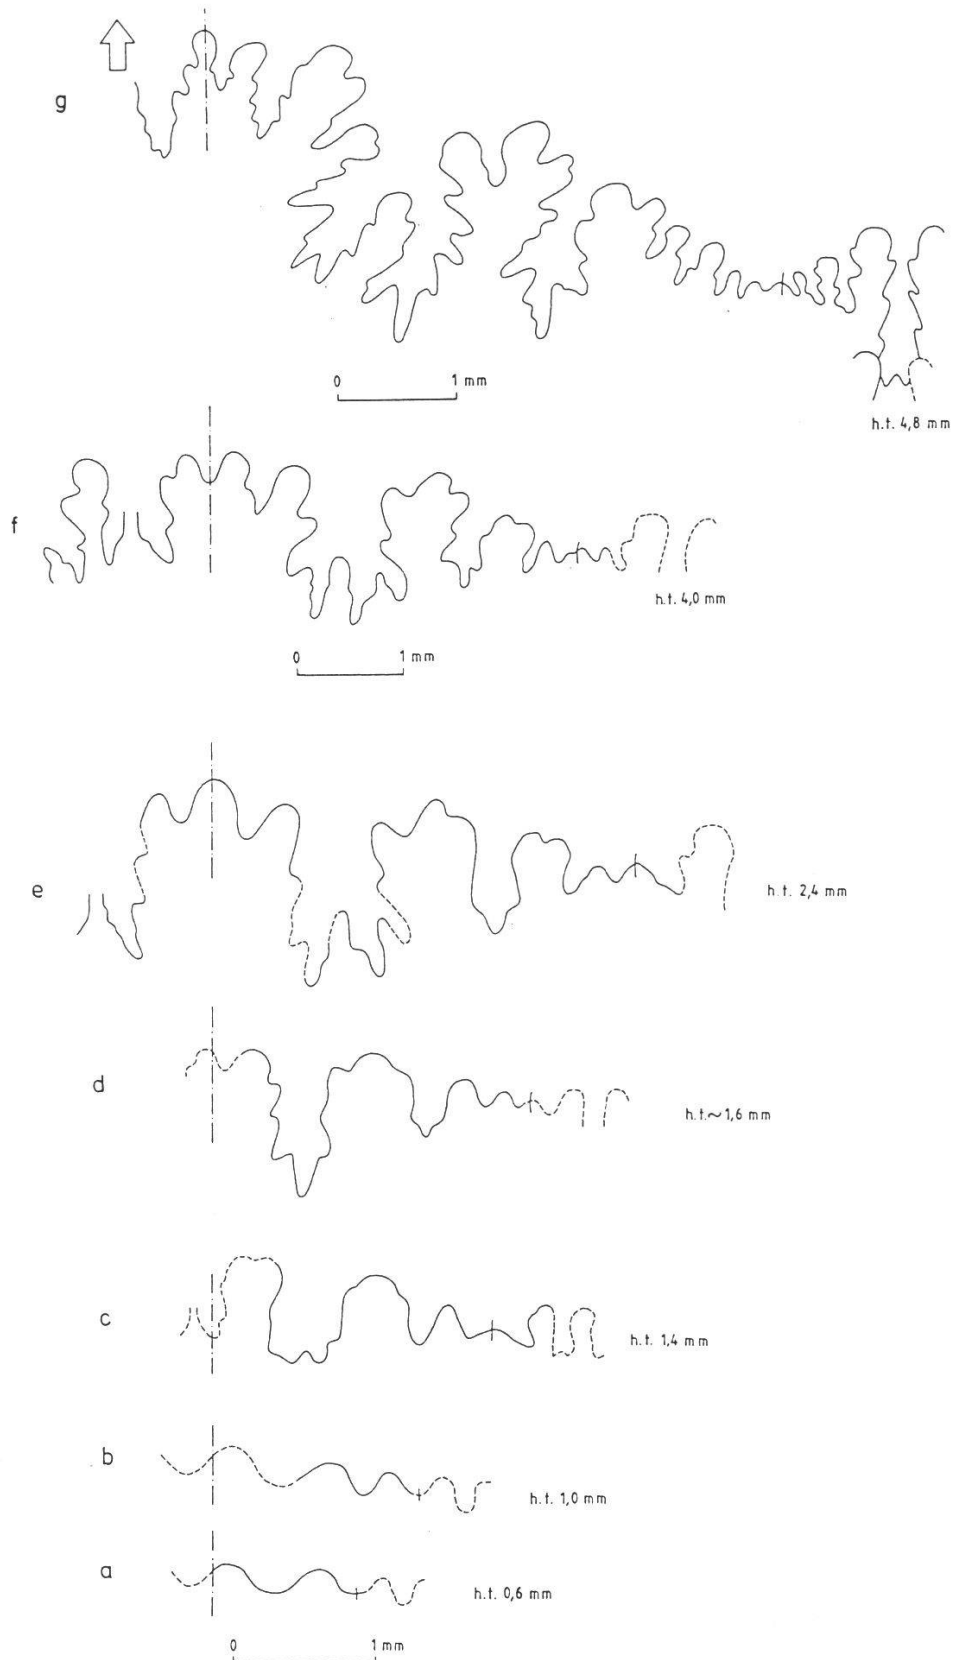 g
0 1 mm
h.t. 4,8 mm
f
h.t. 4,0 mm
0 1 mm
e
h.t. 2,4 mm
d
h.t.~1,6 mm
c
h.t. 1,4 mm
b
h.t. 1,0 mm
a
h.t. 0,6 mm
0 1 mm